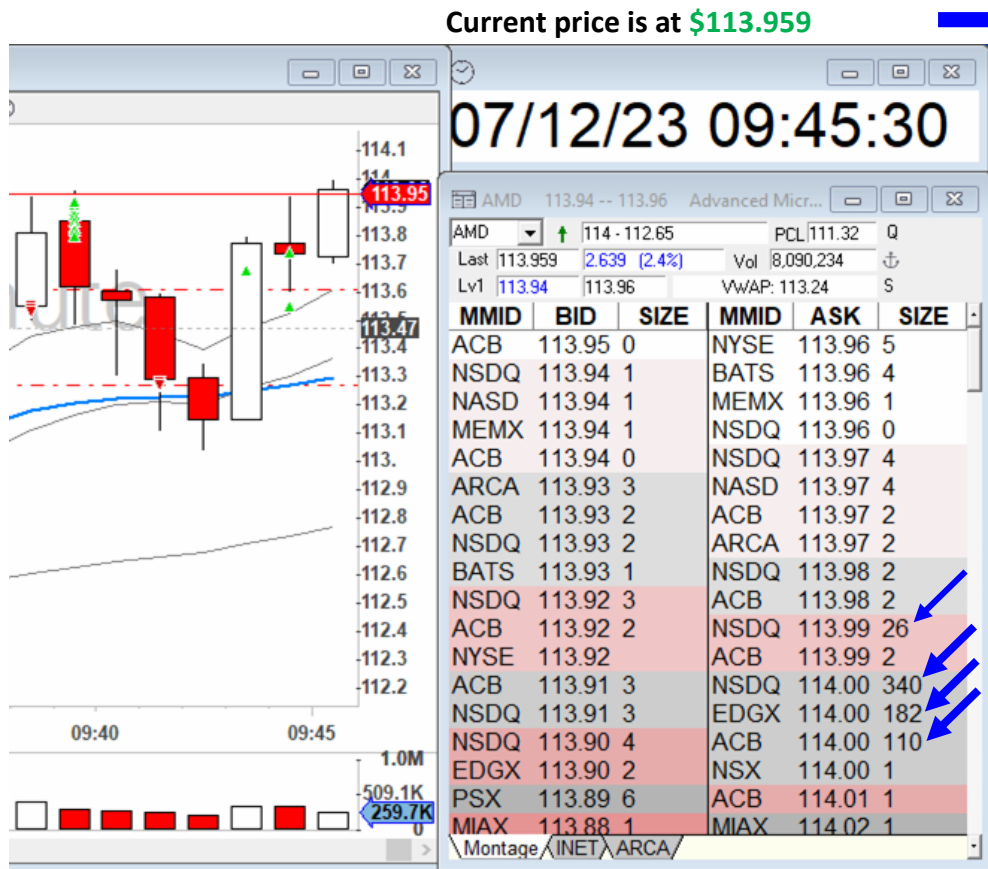 Current price is at $113.959
07/12/23 09:45:30
-114.1
113.95
-113.8
-113.7
-113.6
113.47
-113.4
-113.3
-113.2
-113.1
-113.
-112.9
-112.8
-112.7
-112.6
-112.5
-112.4
-112.3
-112.2
09:40 09:45
1.0M
509.1K
259.7K
0
AMD 113.94 -- 113.96 Advanced Micr...
AMD 114 - 112.65 PCL 111.32 Q
Last 113.959 2.639 (2.4%) Vol 8,090,234
Lv1 113.94 113.96 VWAP: 113.24 S
MMID BID SIZE MMID ASK SIZE
ACB 113.95 0 NYSE 113.96 5
NSDQ 113.94 1 BATS 113.96 4
NASD 113.94 1 MEMX 113.96 1
MEMX 113.94 1 NSDQ 113.96 0
ACB 113.94 0 NSDQ 113.97 4
ARCA 113.93 3 NASD 113.97 4
ACB 113.93 2 ACB 113.97 2
NSDQ 113.93 2 ARCA 113.97 2
BATS 113.93 1 NSDQ 113.98 2
NSDQ 113.92 3 ACB 113.98 2
ACB 113.92 2 NSDQ 113.99 26
NYSE 113.92 ACB 113.99 2
ACB 113.91 3 NSDQ 114.00 340
NSDQ 113.91 3 EDGX 114.00 182
NSDQ 113.90 4 ACB 114.00 110
EDGX 113.90 2 NSX 114.00 1
PSX 113.89 6 ACB 114.01 1
MIAX 113.88 1 MIAX 114.02 1
Montage INET ARCA